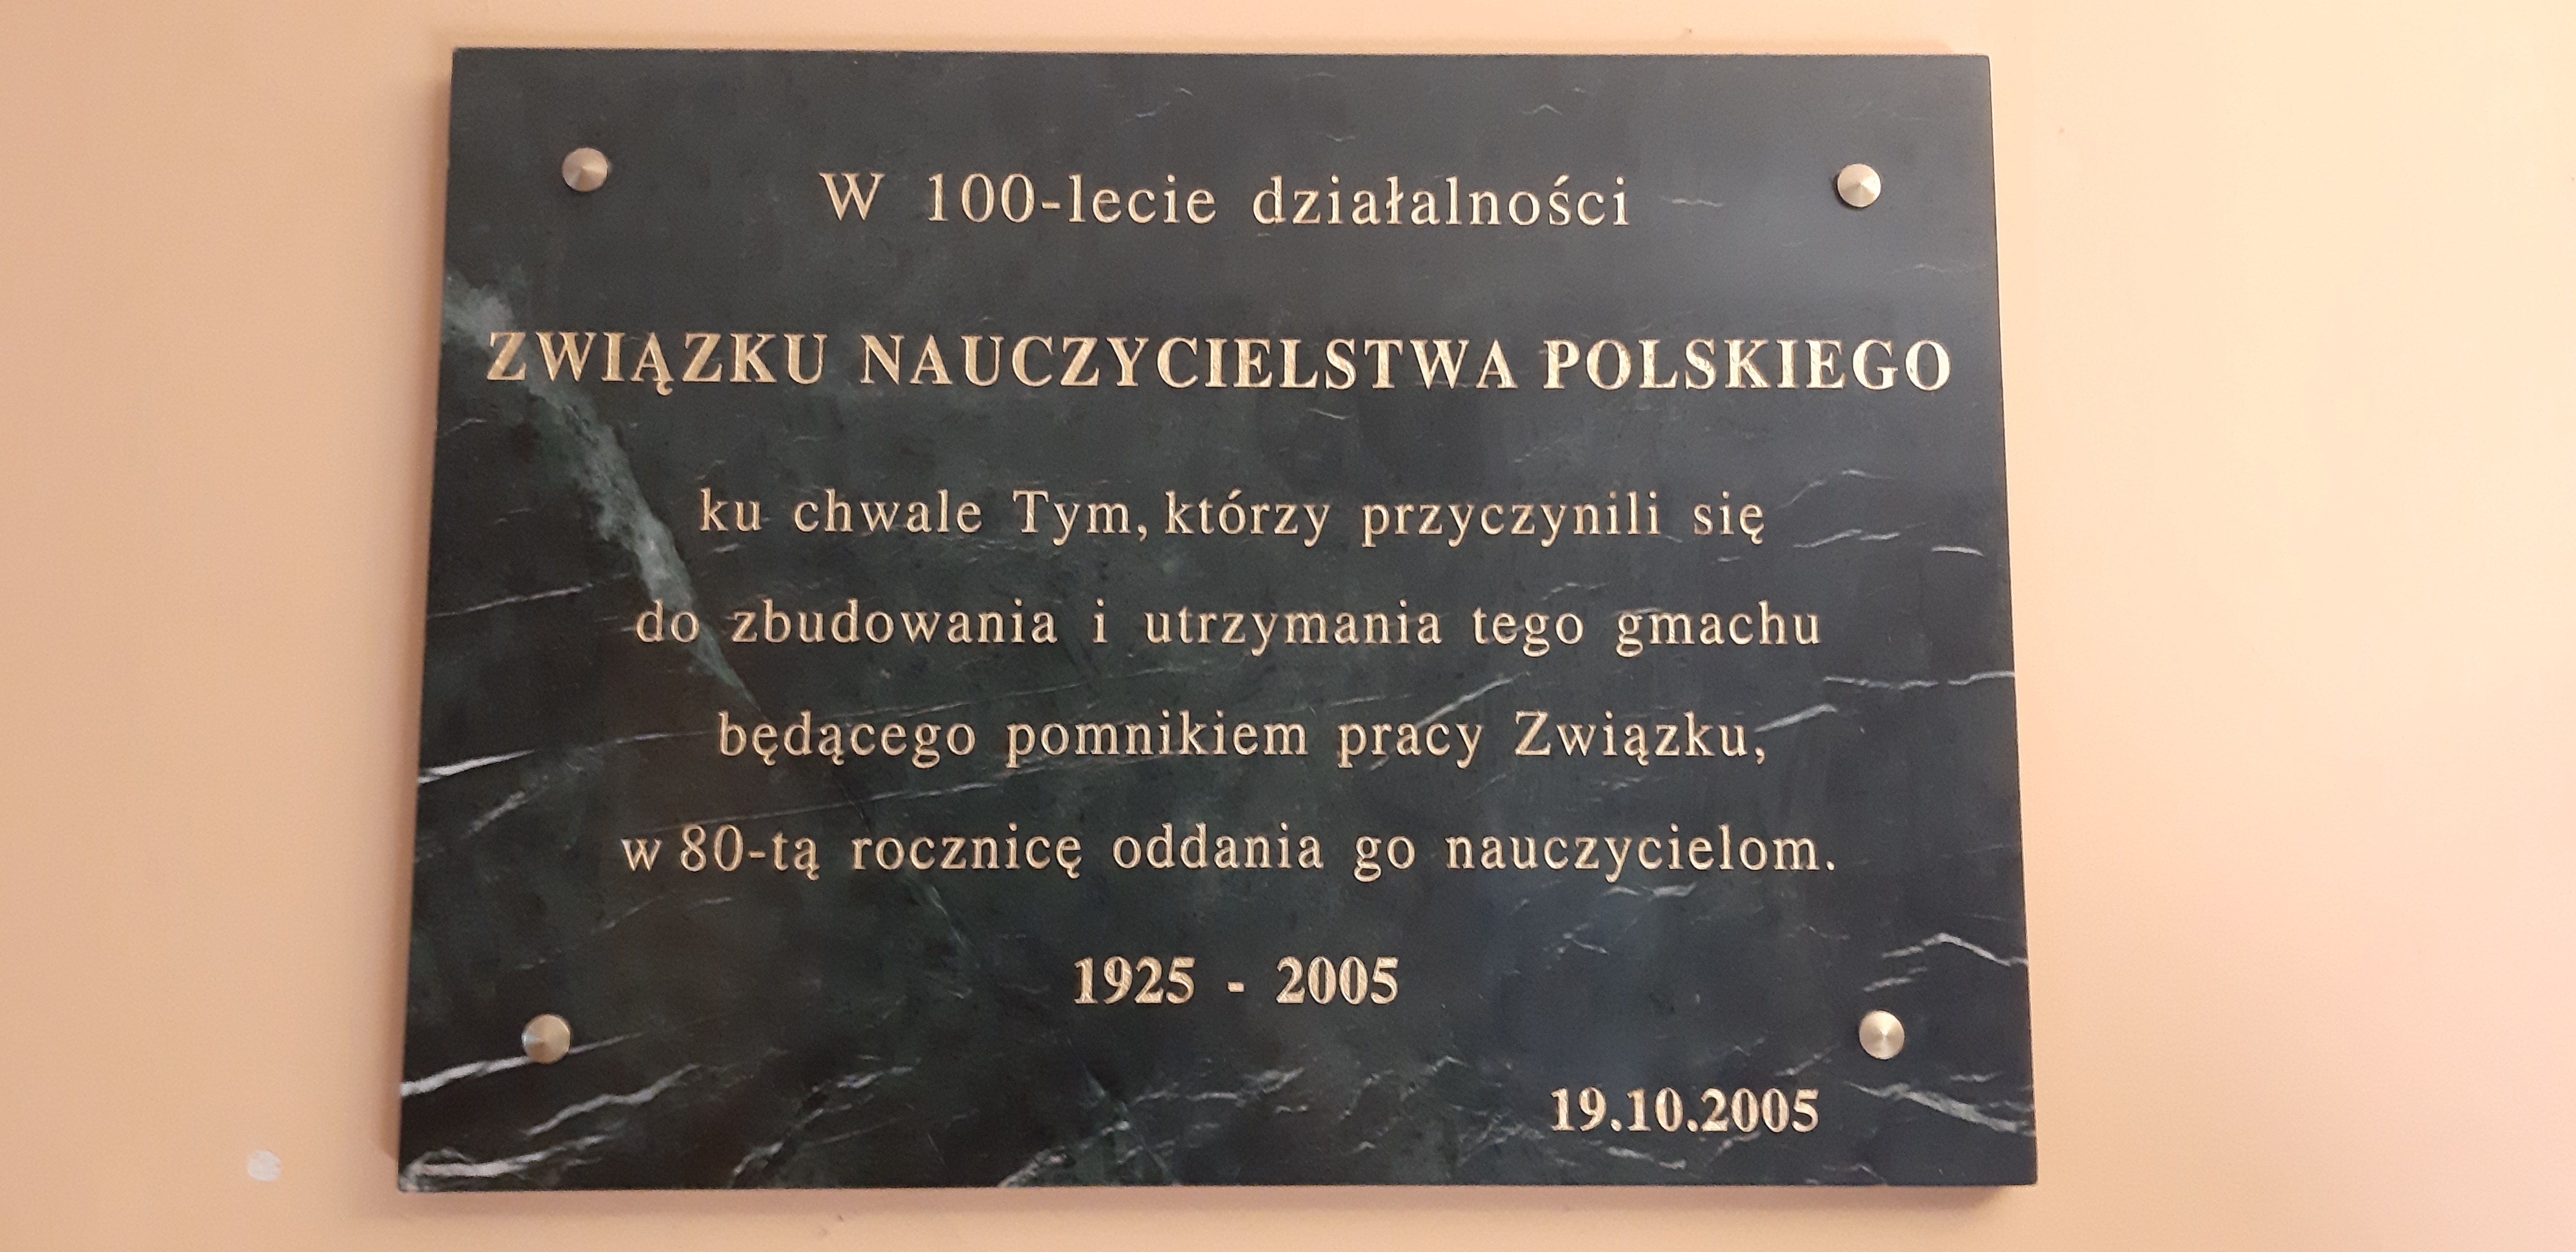 W 100-lecie działalności
ZWIĄZKU NAUCZYCIELSTWA POLSKIEGO
ku chwale Tym, którzy przyczynili się
do zbudowania i utrzymania tego gmachu
będącego pomnikiem pracy Związku,
w 80-tą rocznicę oddania go nauczycielom.
1925 - 2005
19.10.2005